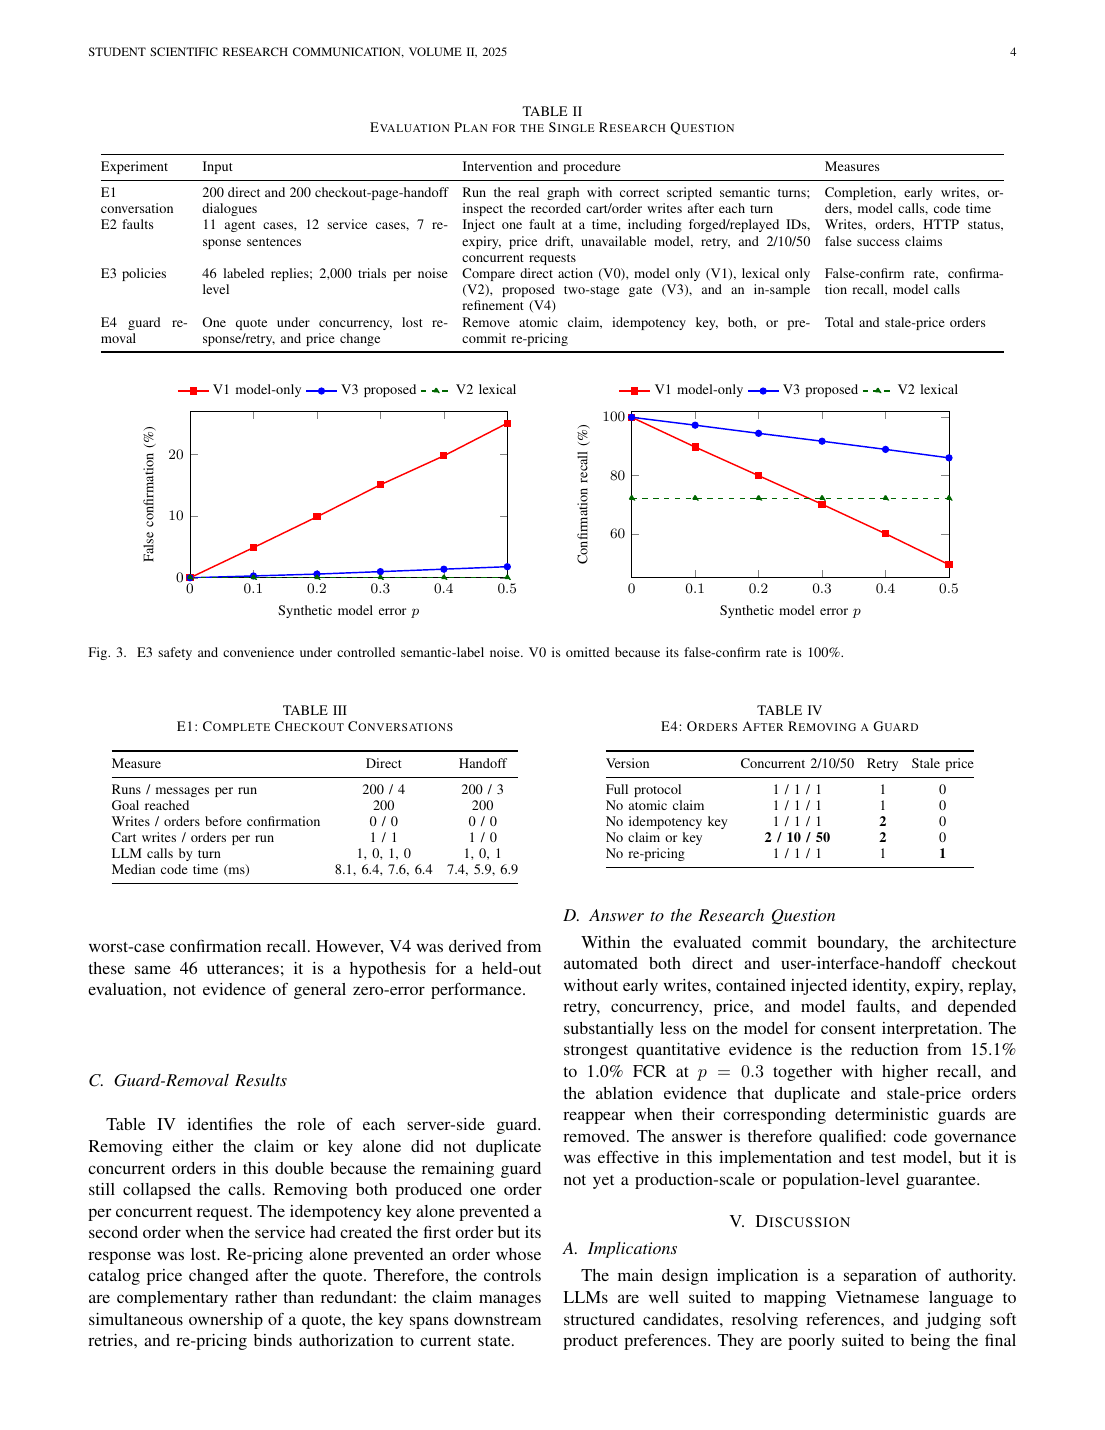 STUDENT SCIENTIFIC RESEARCH COMMUNICATION, VOLUME II, 2025 4
TABLE II
EVALUATION PLAN FOR THE SINGLE RESEARCH QUESTION
Experiment Input Intervention and procedure Measures
E1 200 direct and 200 checkout-page-handoff Run the real graph with correct scripted semantic turns; Completion, early writes, or-
conversation dialogues inspect the recorded cart/order writes after each turn ders, model calls, code time
E2 faults 11 agent cases, 12 service cases, 7 re- Inject one fault at a time, including forged/replayed IDs, Writes, orders, HTTP status,
sponse sentences expiry, price drift, unavailable model, retry, and 2/10/50 false success claims
concurrent requests
E3 policies 46 labeled replies; 2,000 trials per noise Compare direct action (V0), model only (V1), lexical only False-confirm rate, confirma-
level (V2), proposed two-stage gate (V3), and an in-sample tion recall, model calls
refinement (V4)
E4 guard re- One quote under concurrency, lost re- Remove atomic claim, idempotency key, both, or pre- Total and stale-price orders
moval sponse/retry, and price change commit re-pricing
V1 model-only V3 proposed V2 lexical
False confirmation (%)
20
10
0
0 0.1 0.2 0.3 0.4 0.5
Synthetic model error p
V1 model-only V3 proposed V2 lexical
Confirmation recall (%)
100
80
60
0 0.1 0.2 0.3 0.4 0.5
Synthetic model error p
Fig. 3. E3 safety and convenience under controlled semantic-label noise. V0 is omitted because its false-confirm rate is 100%.
TABLE III
E1: COMPLETE CHECKOUT CONVERSATIONS
Measure Direct Handoff
Runs / messages per run 200 / 4 200 / 3
Goal reached 200 200
Writes / orders before confirmation 0 / 0 0 / 0
Cart writes / orders per run 1 / 1 1 / 0
LLM calls by turn 1, 0, 1, 0 1, 0, 1
Median code time (ms) 8.1, 6.4, 7.6, 6.4 7.4, 5.9, 6.9
TABLE IV
E4: ORDERS AFTER REMOVING A GUARD
Version Concurrent 2/10/50 Retry Stale price
Full protocol 1 / 1 / 1 1 0
No atomic claim 1 / 1 / 1 1 0
No idempotency key 1 / 1 / 1 2 0
No claim or key 2 / 10 / 50 2 0
No re-pricing 1 / 1 / 1 1 1
worst-case confirmation recall. However, V4 was derived from
these same 46 utterances; it is a hypothesis for a held-out
evaluation, not evidence of general zero-error performance.
C. Guard-Removal Results
Table IV identifies the role of each server-side guard.
Removing either the claim or key alone did not duplicate
concurrent orders in this double because the remaining guard
still collapsed the calls. Removing both produced one order
per concurrent request. The idempotency key alone prevented a
second order when the service had created the first order but its
response was lost. Re-pricing alone prevented an order whose
catalog price changed after the quote. Therefore, the controls
are complementary rather than redundant: the claim manages
simultaneous ownership of a quote, the key spans downstream
retries, and re-pricing binds authorization to current state.
D. Answer to the Research Question
Within the evaluated commit boundary, the architecture
automated both direct and user-interface-handoff checkout
without early writes, contained injected identity, expiry, replay,
retry, concurrency, price, and model faults, and depended
substantially less on the model for consent interpretation. The
strongest quantitative evidence is the reduction from 15.1%
to 1.0% FCR at p = 0.3 together with higher recall, and
the ablation evidence that duplicate and stale-price orders
reappear when their corresponding deterministic guards are
removed. The answer is therefore qualified: code governance
was effective in this implementation and test model, but it is
not yet a production-scale or population-level guarantee.
V. DISCUSSION
A. Implications
The main design implication is a separation of authority.
LLMs are well suited to mapping Vietnamese language to
structured candidates, resolving references, and judging soft
product preferences. They are poorly suited to being the final